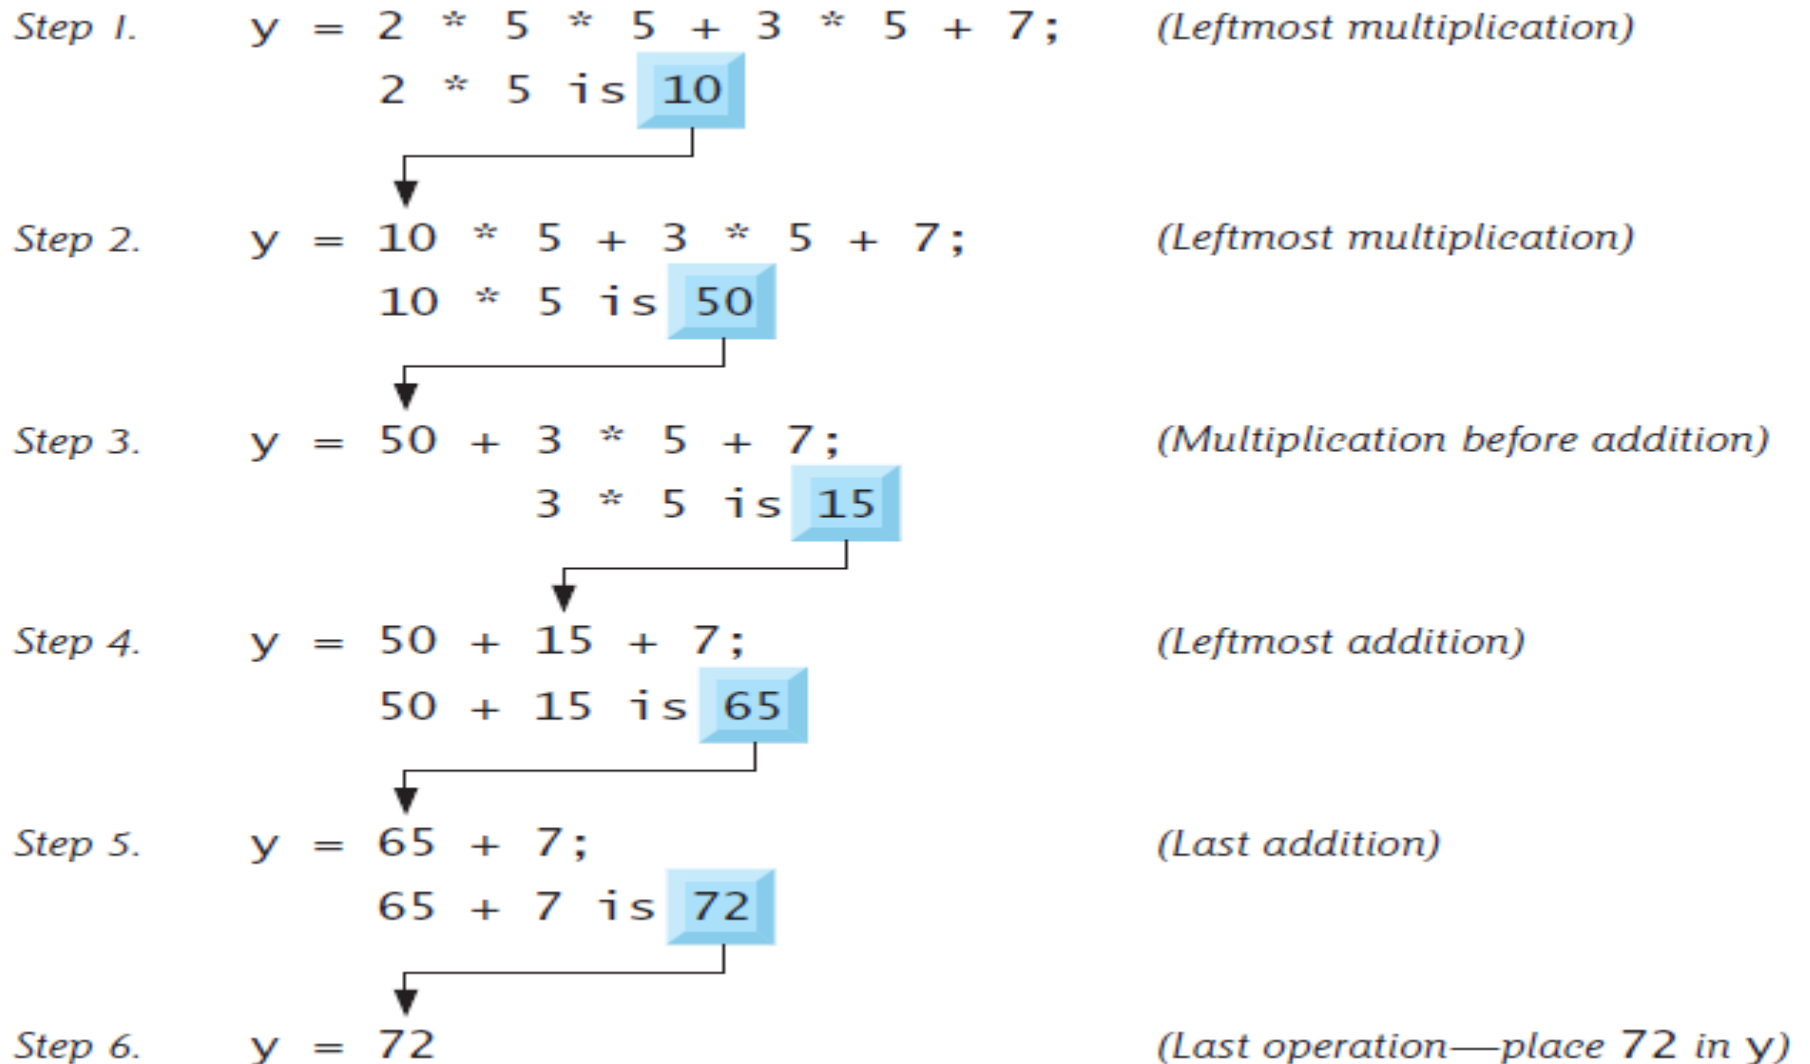 Step 1. y = 2 * 5 * 5 + 3 * 5 + 7; (Leftmost multiplication)
2 * 5 is 10
Step 2. y = 10 * 5 + 3 * 5 + 7; (Leftmost multiplication)
10 * 5 is 50
Step 3. y = 50 + 3 * 5 + 7; (Multiplication before addition)
3 * 5 is 15
Step 4. y = 50 + 15 + 7; (Leftmost addition)
50 + 15 is 65
Step 5. y = 65 + 7; (Last addition)
65 + 7 is 72
Step 6. y = 72 (Last operation—place 72 in y)